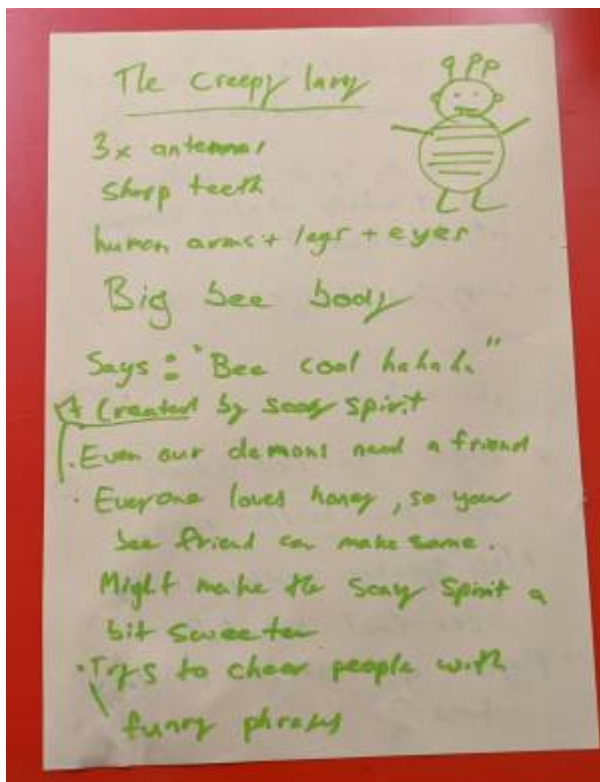 The creepy lary
3x antennas
sharp teeth
human arms + legs + eyes
Big bee body
Says : "Bee cool hahaha"
Created by scary spirit
. Even our demons need a friend
. Everyone loves honey, so your
bee friend can make some.
Might make the scary spirit a
bit sweeter
. Trys to cheer people with
funny phrases